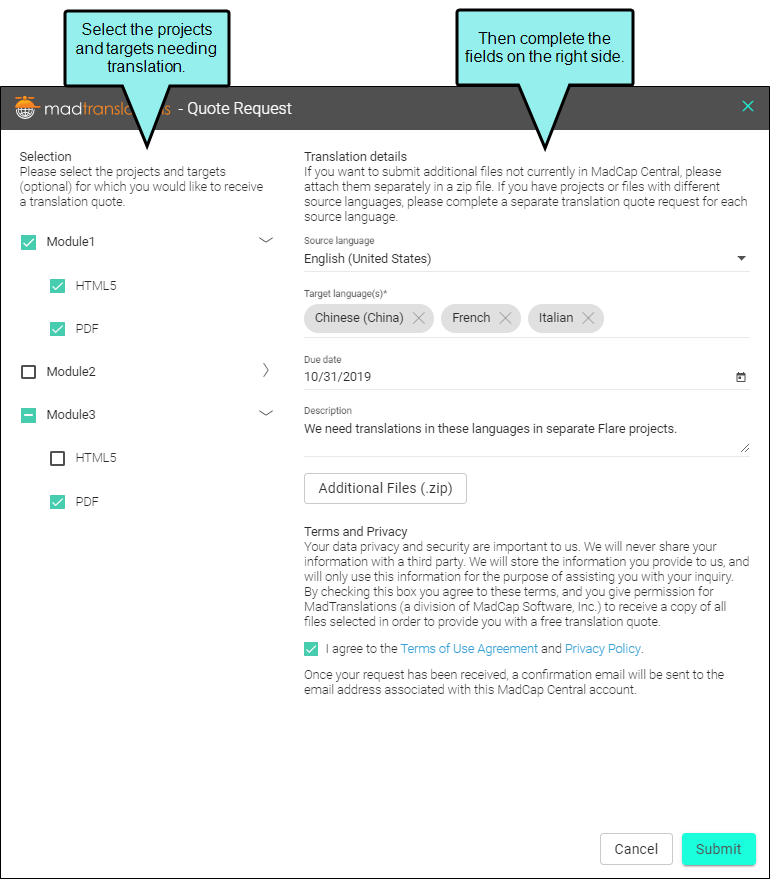 Select the projects
and targets needing
translation.
Then complete the
fields on the right side.
madtranslations - Quote Request
Selection
Please select the projects and targets
(optional) for which you would like to receive
a translation quote.
Module1
HTML5
PDF
Module2
Module3
HTML5
PDF
Translation details
If you want to submit additional files not currently in MadCap Central, please
attach them separately in a zip file. If you have projects or files with different
source languages, please complete a separate translation quote request for each
source language.
Source language
English (United States)
Target language(s)*
Chinese (China) French Italian
Due date
10/31/2019
Description
We need translations in these languages in separate Flare projects.
Additional Files (.zip)
Terms and Privacy
Your data privacy and security are important to us. We will never share your
information with a third party. We will store the information you provide to us, and
will only use this information for the purpose of assisting you with your inquiry.
By checking this box you agree to these terms, and you give permission for
MadTranslations (a division of MadCap Software, Inc.) to receive a copy of all
files selected in order to provide you with a free translation quote.
I agree to the Terms of Use Agreement and Privacy Policy.
Once your request has been received, a confirmation email will be sent to the
email address associated with this MadCap Central account.
Cancel Submit